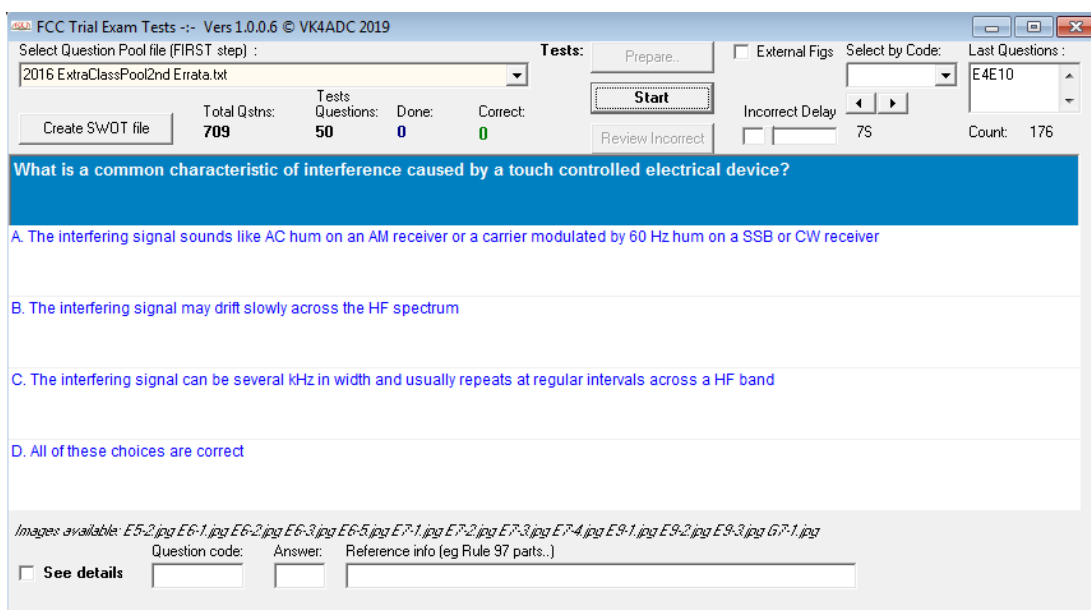 FCC Trial Exam Tests -:- Vers 1.0.0.6 © VK4ADC 2019
Select Question Pool file (FIRST step) :
2016 ExtraClassPool2nd Errata.txt
Tests:
Prepare..
External Figs
Select by Code:
Last Questions :
E4E10
Create SWOT file
Total Qstns:
709
Tests
Questions:
50
Done:
0
Correct:
0
Start
Review Incorrect
Incorrect Delay
7S
Count: 176
What is a common characteristic of interference caused by a touch controlled electrical device?
A. The interfering signal sounds like AC hum on an AM receiver or a carrier modulated by 60 Hz hum on a SSB or CW receiver
B. The interfering signal may drift slowly across the HF spectrum
C. The interfering signal can be several kHz in width and usually repeats at regular intervals across a HF band
D. All of these choices are correct
Images available: E5-2.jpg E6-1.jpg E6-2.jpg E6-3.jpg E6-5.jpg E7-1.jpg E7-2.jpg E7-3.jpg E7-4.jpg E9-1.jpg E9-2.jpg E9-3.jpg G7-1.jpg
See details
Question code:
Answer:
Reference info (eg Rule 97 parts..)